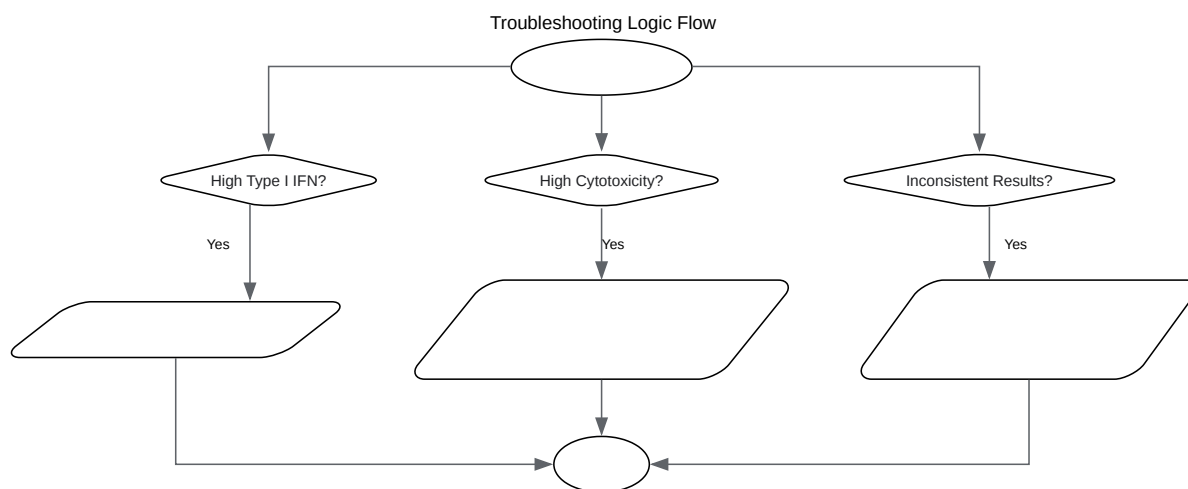 Troubleshooting Logic Flow
High Type I IFN?
High Cytotoxicity?
Inconsistent Results?
Yes
Yes
Yes